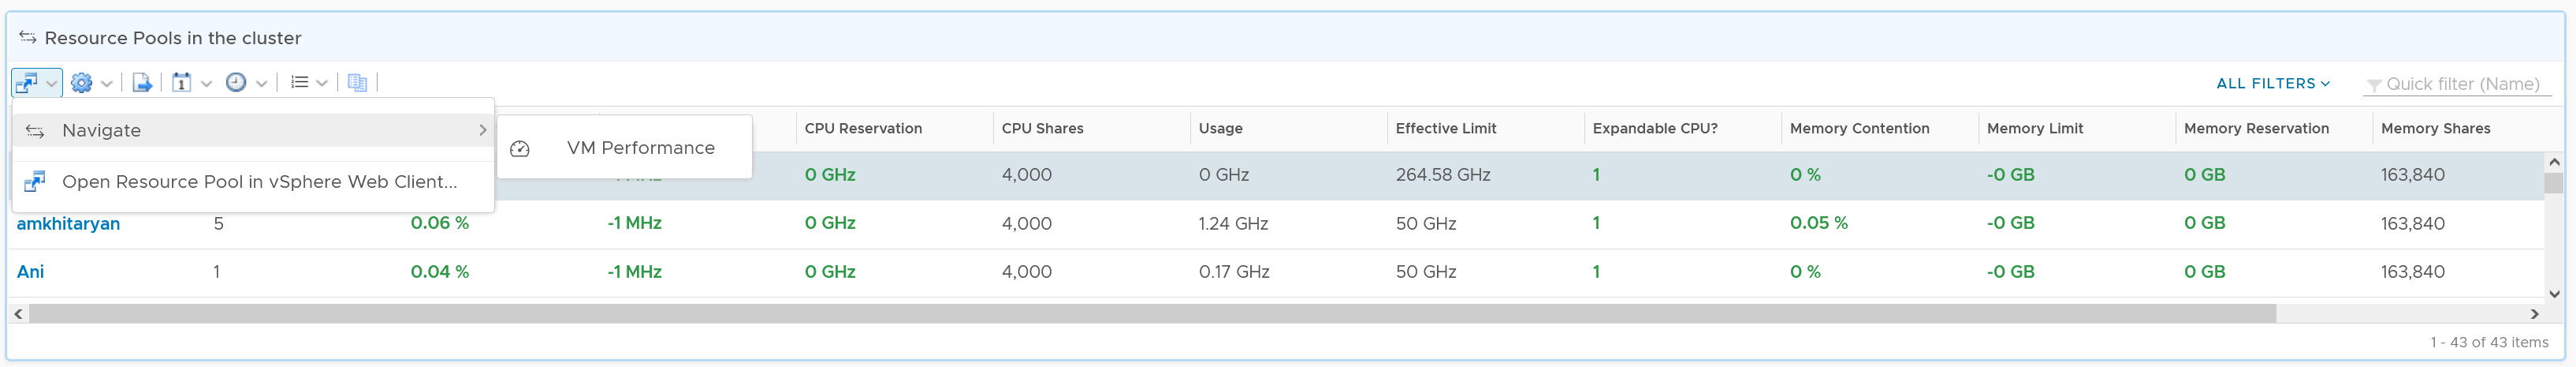 Resource Pools in the cluster
1 ALL FILTERS Quick filter (Name)
Navigate
VM Performance
Open Resource Pool in vSphere Web Client...
CPU Reservation CPU Shares Usage Effective Limit Expandable CPU? Memory Contention Memory Limit Memory Reservation Memory Shares
0 GHz 4,000 0 GHz 264.58 GHz 1 0 % -0 GB 0 GB 163,840
amkhitaryan 5 0.06 % -1 MHz 0 GHz 4,000 1.24 GHz 50 GHz 1 0.05 % -0 GB 0 GB 163,840
Ani 1 0.04 % -1 MHz 0 GHz 4,000 0.17 GHz 50 GHz 1 0 % -0 GB 0 GB 163,840
1 - 43 of 43 items